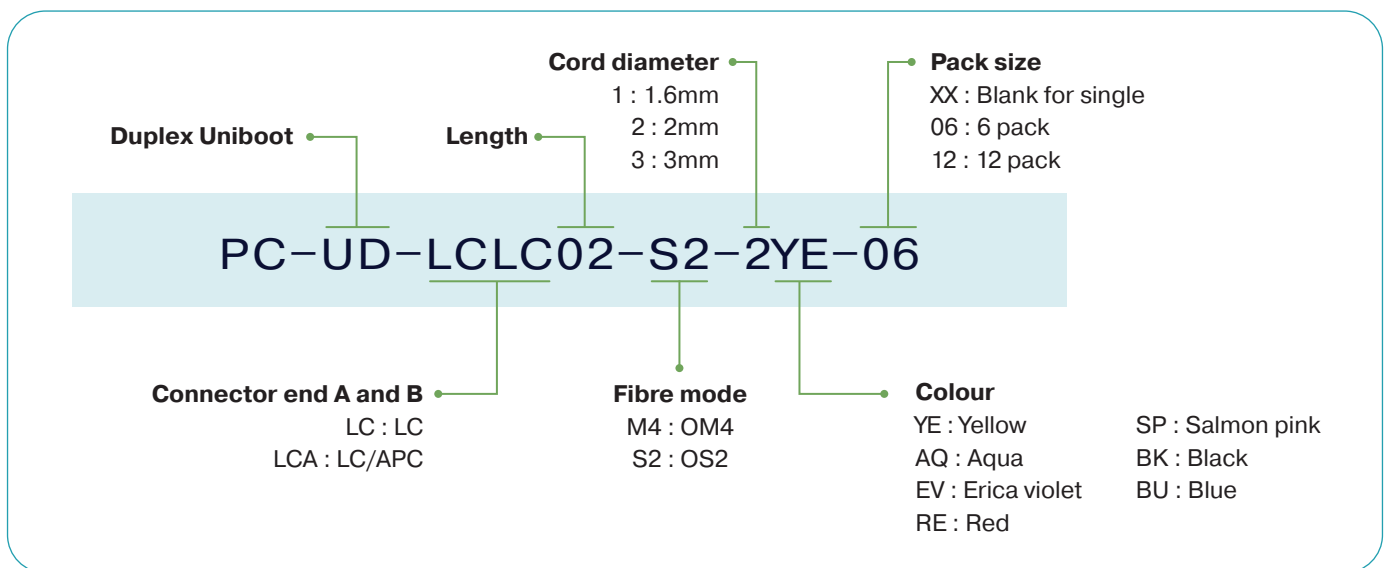 Cord diameter
1 : 1.6mm
2 : 2mm
3 : 3mm
Pack size
XX : Blank for single
06 : 6 pack
12 : 12 pack
Duplex Uniboot
Length
PC-UD-LCLC02-S2-2YE-06
Connector end A and B
LC : LC
LCA : LC/APC
Fibre mode
M4 : OM4
S2 : OS2
Colour
YE : Yellow
AQ : Aqua
EV : Erica violet
RE : Red
SP : Salmon pink
BK : Black
BU : Blue